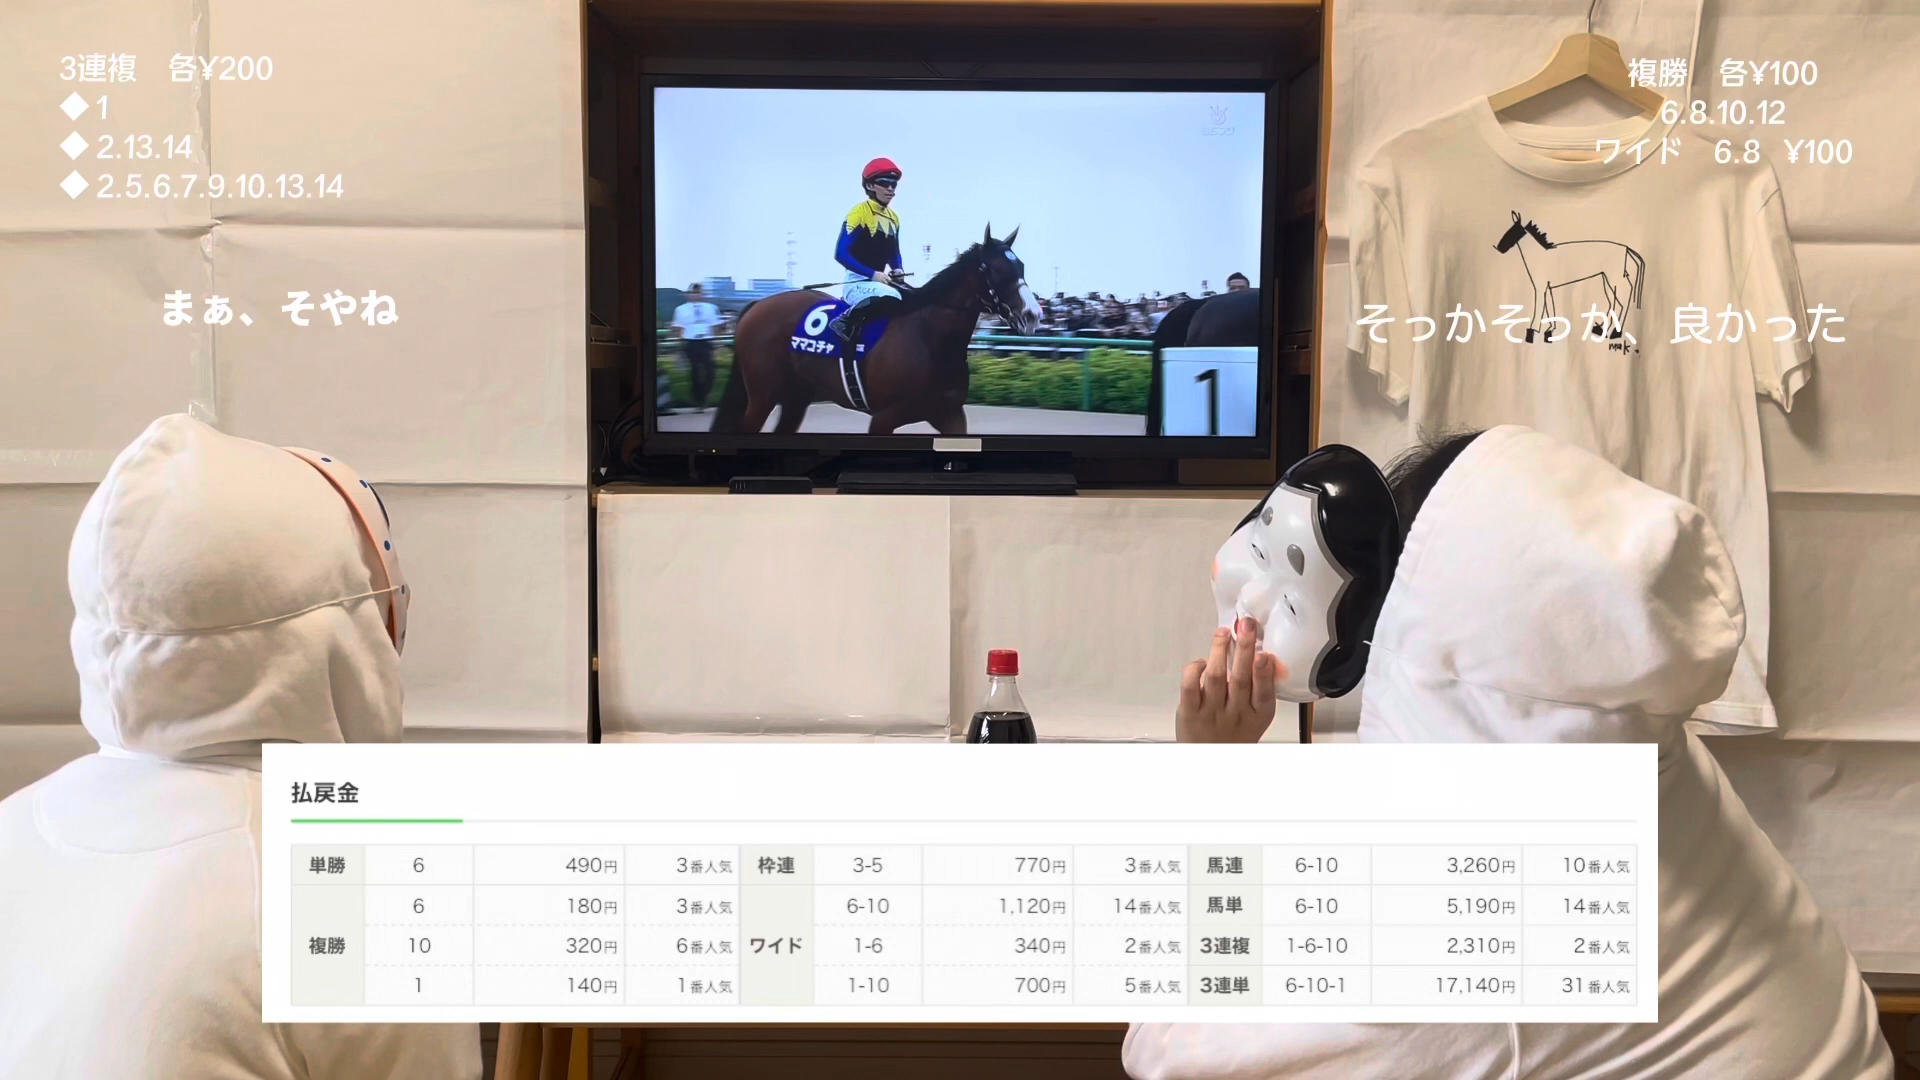 3連複　各¥200
◆1
◆2.13.14
◆2.5.6.7.9.10.13.14
複勝　各¥100
6.8.10.12
ワイド　6.8　¥100
6
ママコチャ
1
まぁ、そやね
そっかそっか、良かった
mak.
払戻金
単勝 6 490円 3番人気 枠連 3-5 770円 3番人気 馬連 6-10 3,260円 10番人気
6 180円 3番人気 6-10 1,120円 14番人気 馬単 6-10 5,190円 14番人気
複勝 10 320円 6番人気 ワイド 1-6 340円 2番人気 3連複 1-6-10 2,310円 2番人気
1 140円 1番人気 1-10 700円 5番人気 3連単 6-10-1 17,140円 31番人気